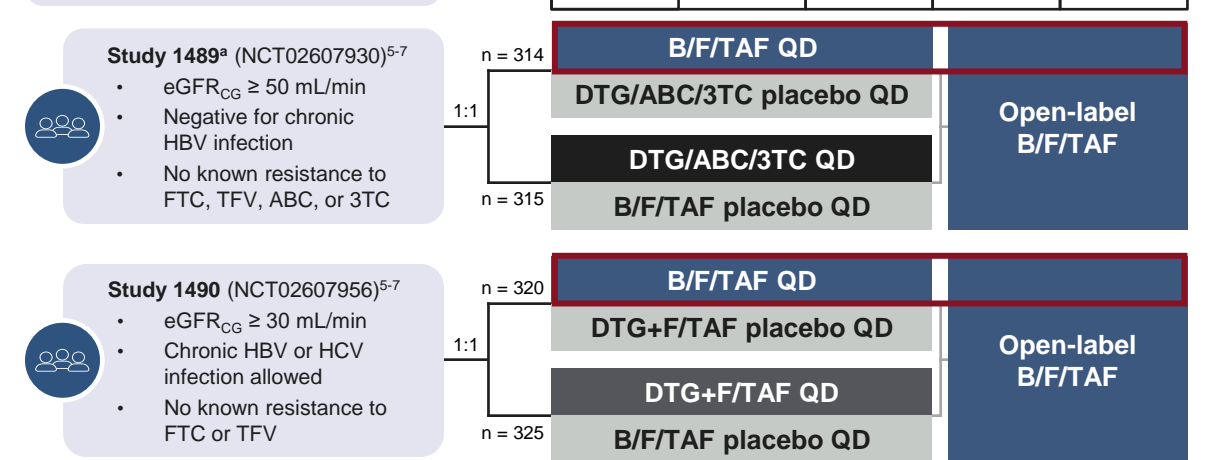 Study 1489ᵃ (NCT02607930)⁵⁻⁷
• eGFR_CG ≥ 50 mL/min
• Negative for chronic
HBV infection
• No known resistance to
FTC, TFV, ABC, or 3TC
1:1
n = 314
n = 315
B/F/TAF QD
DTG/ABC/3TC placebo QD
DTG/ABC/3TC QD
B/F/TAF placebo QD
Open-label
B/F/TAF
Study 1490 (NCT02607956)⁵⁻⁷
• eGFR_CG ≥ 30 mL/min
• Chronic HBV or HCV
infection allowed
• No known resistance to
FTC or TFV
1:1
n = 320
n = 325
B/F/TAF QD
DTG+F/TAF placebo QD
DTG+F/TAF QD
B/F/TAF placebo QD
Open-label
B/F/TAF